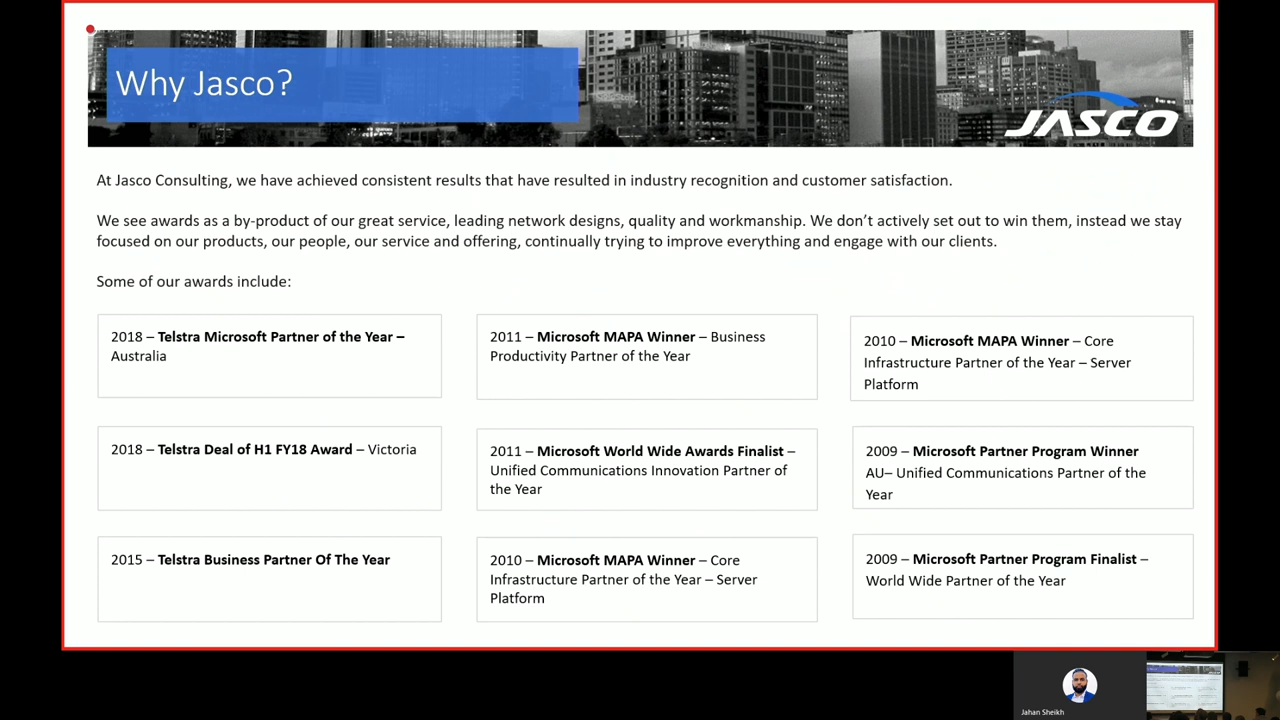 Why Jasco?
JASCO
At Jasco Consulting, we have achieved consistent results that have resulted in industry recognition and customer satisfaction.
We see awards as a by-product of our great service, leading network designs, quality and workmanship. We don’t actively set out to win them, instead we stay
focused on our products, our people, our service and offering, continually trying to improve everything and engage with our clients.
Some of our awards include:
2018 – Telstra Microsoft Partner of the Year –
Australia
2011 – Microsoft MAPA Winner – Business
Productivity Partner of the Year
2010 – Microsoft MAPA Winner – Core
Infrastructure Partner of the Year – Server
Platform
2018 – Telstra Deal of H1 FY18 Award – Victoria
2011 – Microsoft World Wide Awards Finalist –
Unified Communications Innovation Partner of
the Year
2009 – Microsoft Partner Program Winner
AU– Unified Communications Partner of the
Year
2015 – Telstra Business Partner Of The Year
2010 – Microsoft MAPA Winner – Core
Infrastructure Partner of the Year – Server
Platform
2009 – Microsoft Partner Program Finalist –
World Wide Partner of the Year
Jahan Sheikh